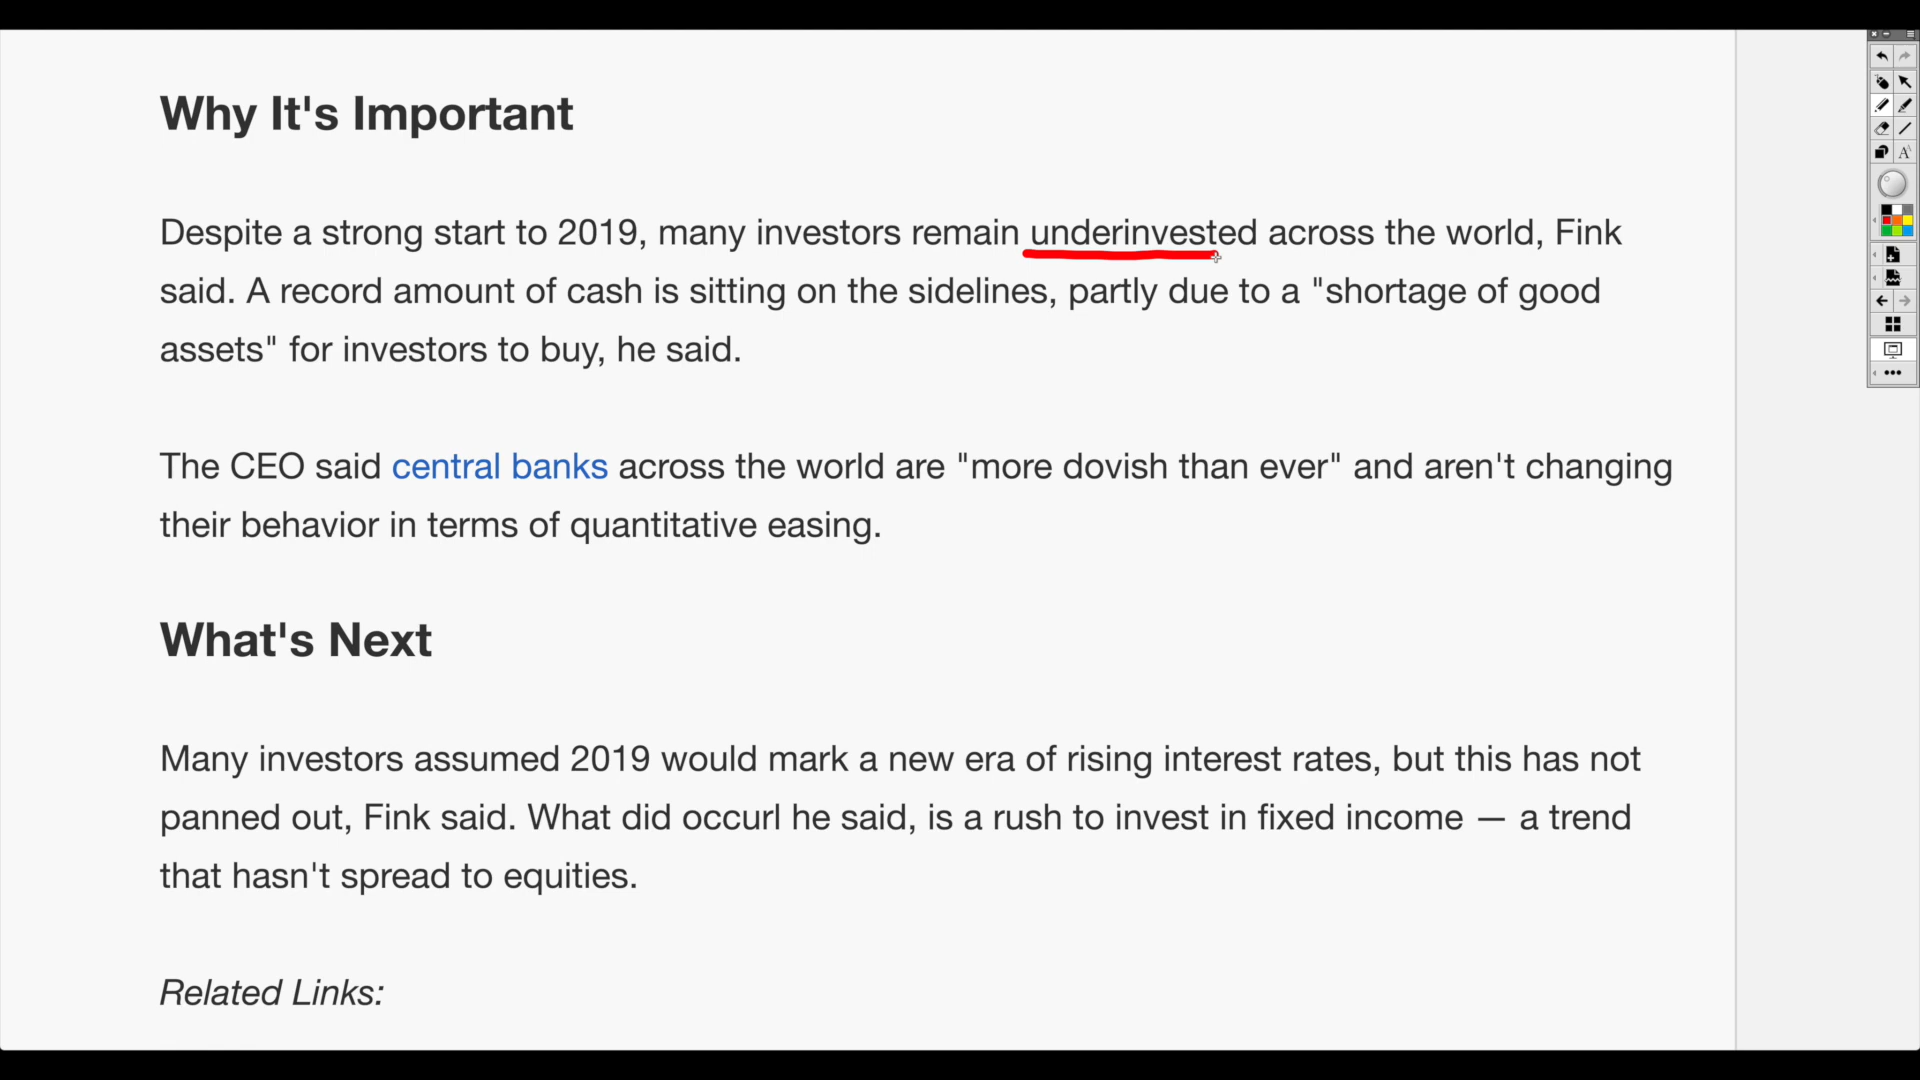 Why It's Important
Despite a strong start to 2019, many investors remain underinvested across the world, Fink
said. A record amount of cash is sitting on the sidelines, partly due to a "shortage of good
assets" for investors to buy, he said.
The CEO said central banks across the world are "more dovish than ever" and aren't changing
their behavior in terms of quantitative easing.
What's Next
Many investors assumed 2019 would mark a new era of rising interest rates, but this has not
panned out, Fink said. What did occurl he said, is a rush to invest in fixed income — a trend
that hasn't spread to equities.
Related Links: